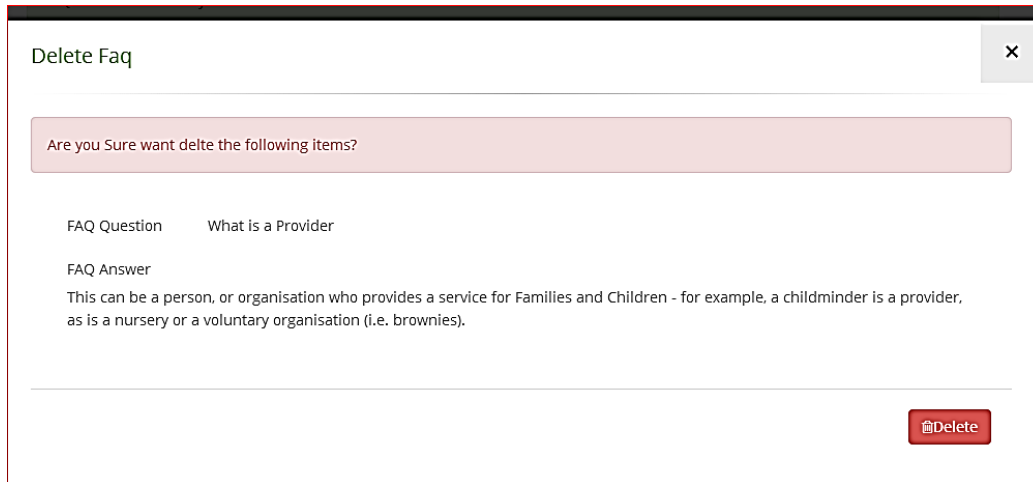 Delete Faq
×
Are you Sure want delte the following items?
FAQ Question What is a Provider
FAQ Answer
This can be a person, or organisation who provides a service for Families and Children - for example, a childminder is a provider,
as is a nursery or a voluntary organisation (i.e. brownies).
Delete